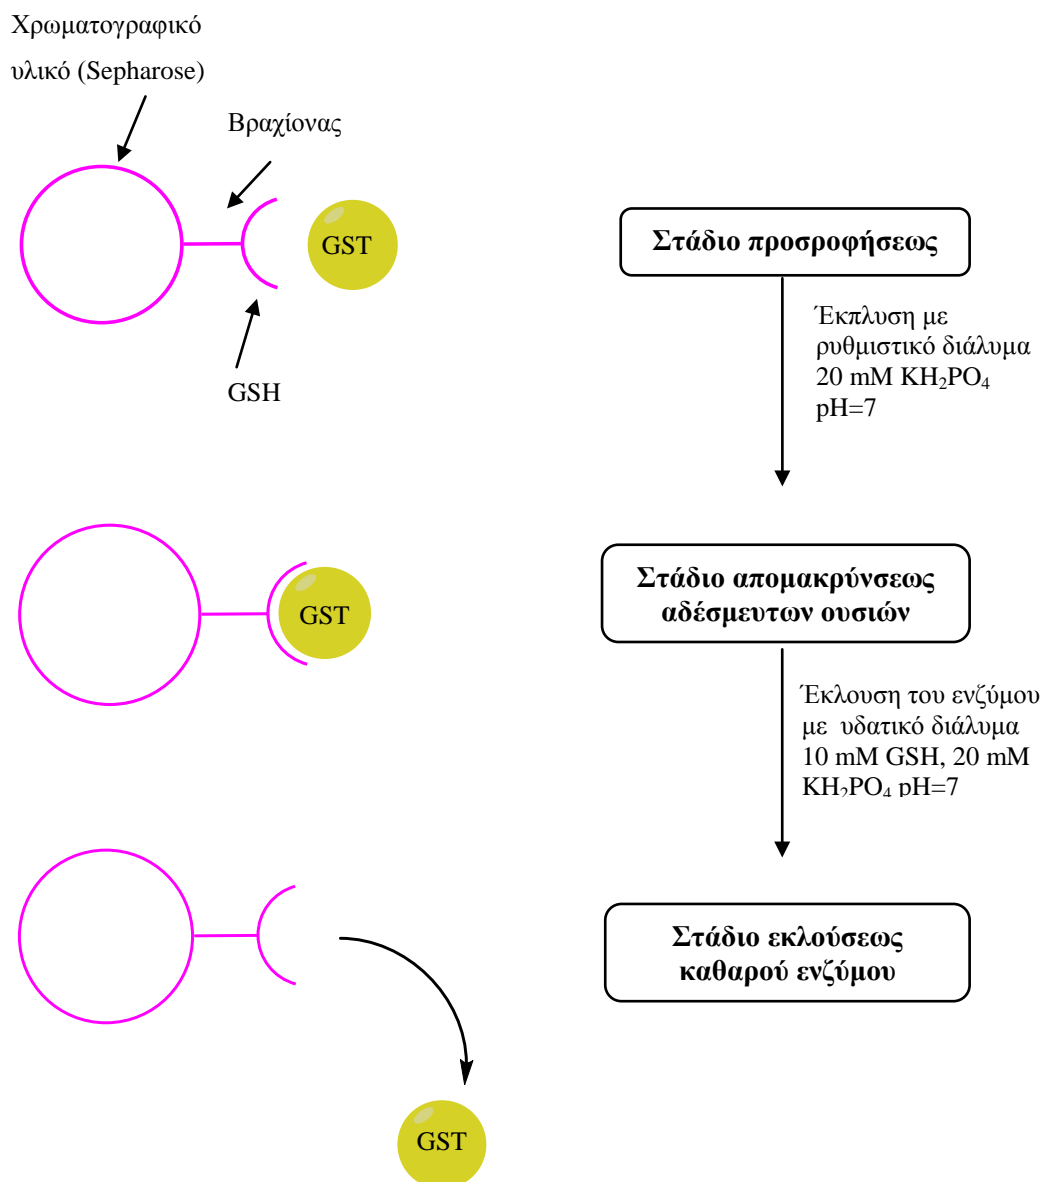 Χρωματογραφικό
υλικό (Sepharose)
Βραχίονας
GST
GSH
Στάδιο προσροφήσεως
Έκπλυση με
ρυθμιστικό διάλυμα
20 mM KH₂PO₄
pH=7
GST
Στάδιο απομακρύνσεως
αδέσμευτων ουσιών
Έκλουση του ενζύμου
με υδατικό διάλυμα
10 mM GSH, 20 mM
KH₂PO₄ pH=7
Στάδιο εκλούσεως
καθαρού ενζύμου
GST